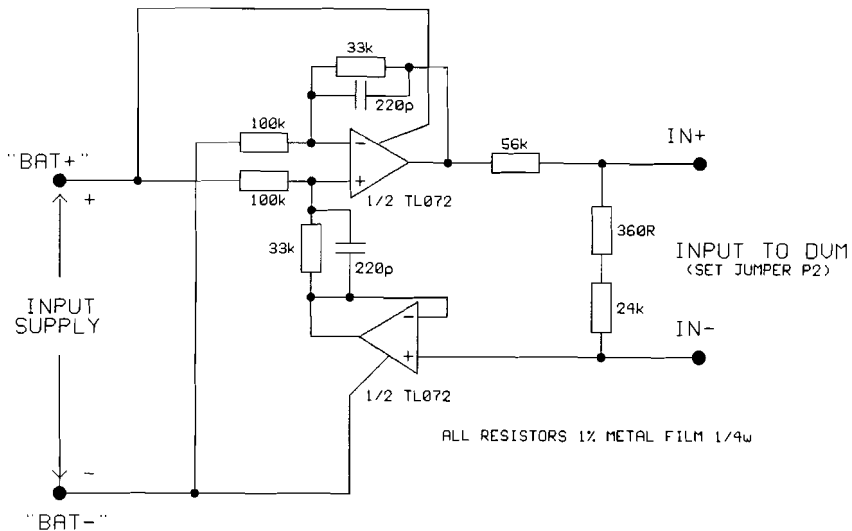 33k
220p
100k
-
56k
IN+
"BAT+"
+
+
100k
1/2 TL072
360R
33k
220p
INPUT TO DVM
(SET JUMPER P2)
INPUT
SUPPLY
-
24k
IN-
+
1/2 TL072
ALL RESISTORS 1% METAL FILM 1/4w
-
"BAT-"